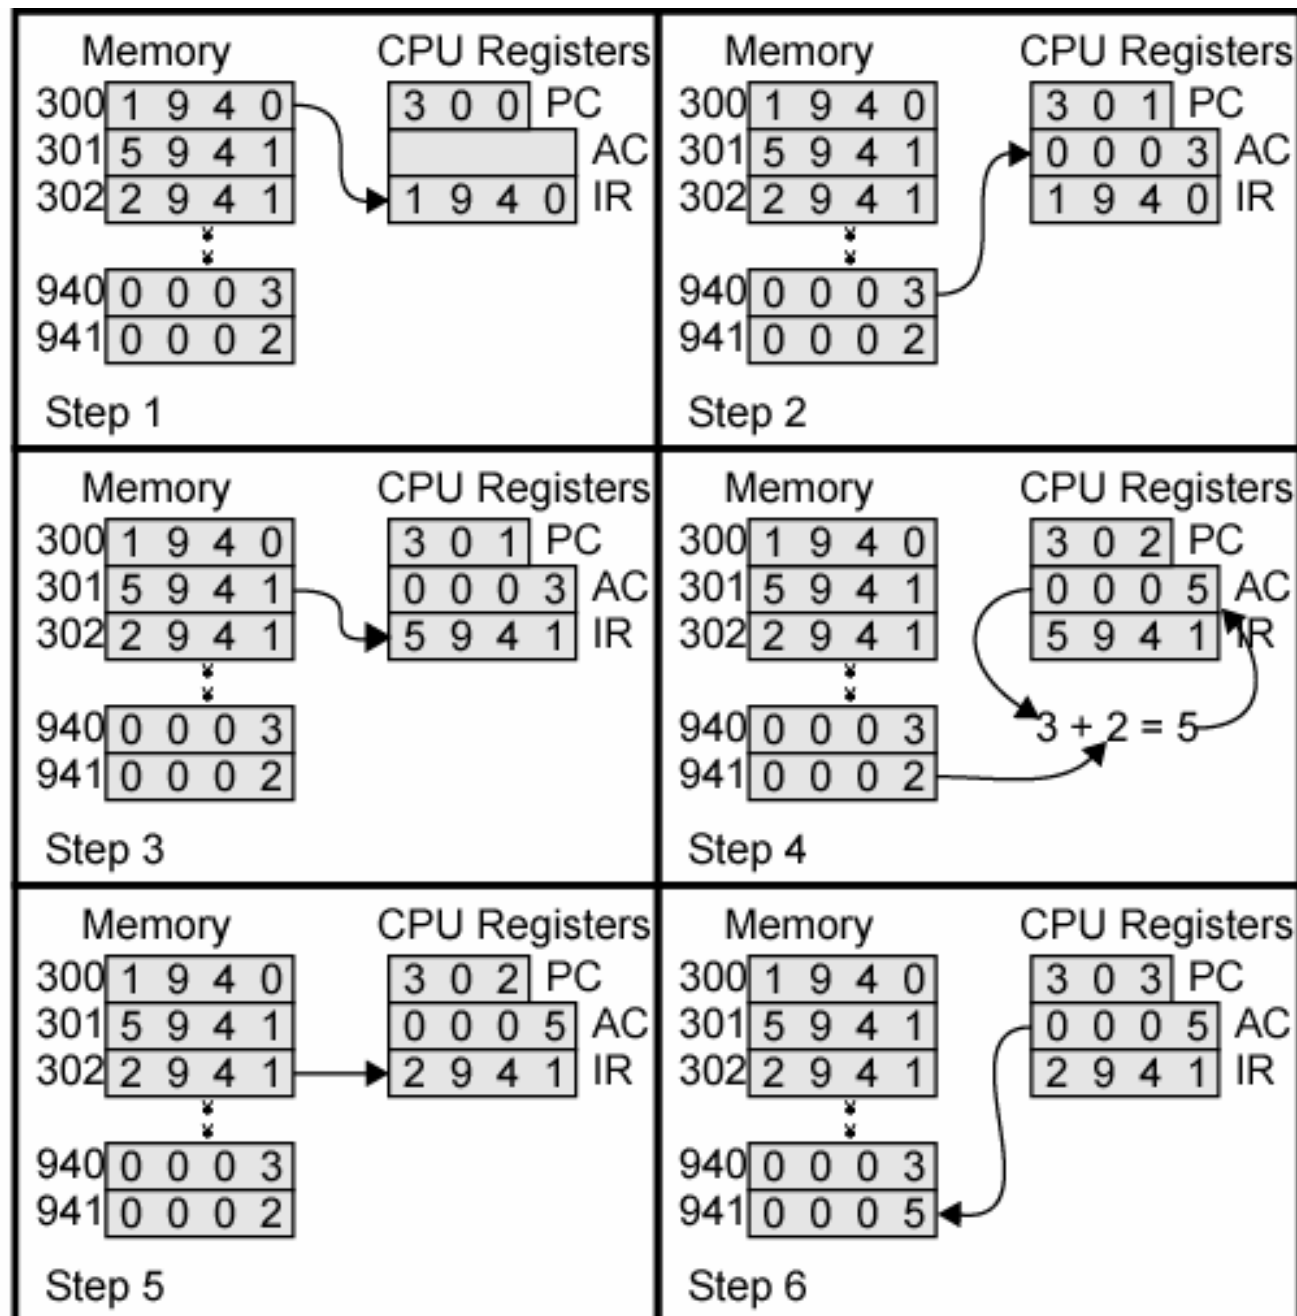 Memory CPU Registers
300 1 9 4 0 3 0 0 PC
301 5 9 4 1 AC
302 2 9 4 1 1 9 4 0 IR
940 0 0 0 3
941 0 0 0 2
Step 1
Memory CPU Registers
300 1 9 4 0 3 0 1 PC
301 5 9 4 1 0 0 0 3 AC
302 2 9 4 1 1 9 4 0 IR
940 0 0 0 3
941 0 0 0 2
Step 2
Memory CPU Registers
300 1 9 4 0 3 0 1 PC
301 5 9 4 1 0 0 0 3 AC
302 2 9 4 1 5 9 4 1 IR
940 0 0 0 3
941 0 0 0 2
Step 3
Memory CPU Registers
300 1 9 4 0 3 0 2 PC
301 5 9 4 1 0 0 0 5 AC
302 2 9 4 1 5 9 4 1 IR
940 0 0 0 3 3 + 2 = 5
941 0 0 0 2
Step 4
Memory CPU Registers
300 1 9 4 0 3 0 2 PC
301 5 9 4 1 0 0 0 5 AC
302 2 9 4 1 2 9 4 1 IR
940 0 0 0 3
941 0 0 0 2
Step 5
Memory CPU Registers
300 1 9 4 0 3 0 3 PC
301 5 9 4 1 0 0 0 5 AC
302 2 9 4 1 2 9 4 1 IR
940 0 0 0 3
941 0 0 0 5
Step 6